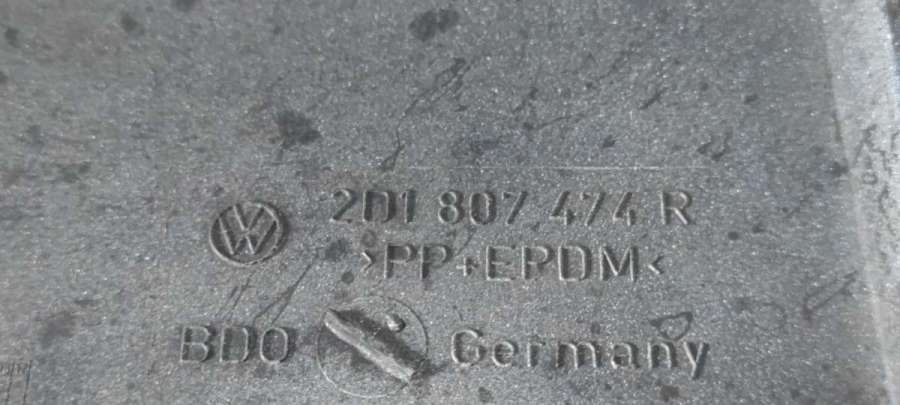 2D1 807 474 R
>PP+EPDM<
BDO Germany